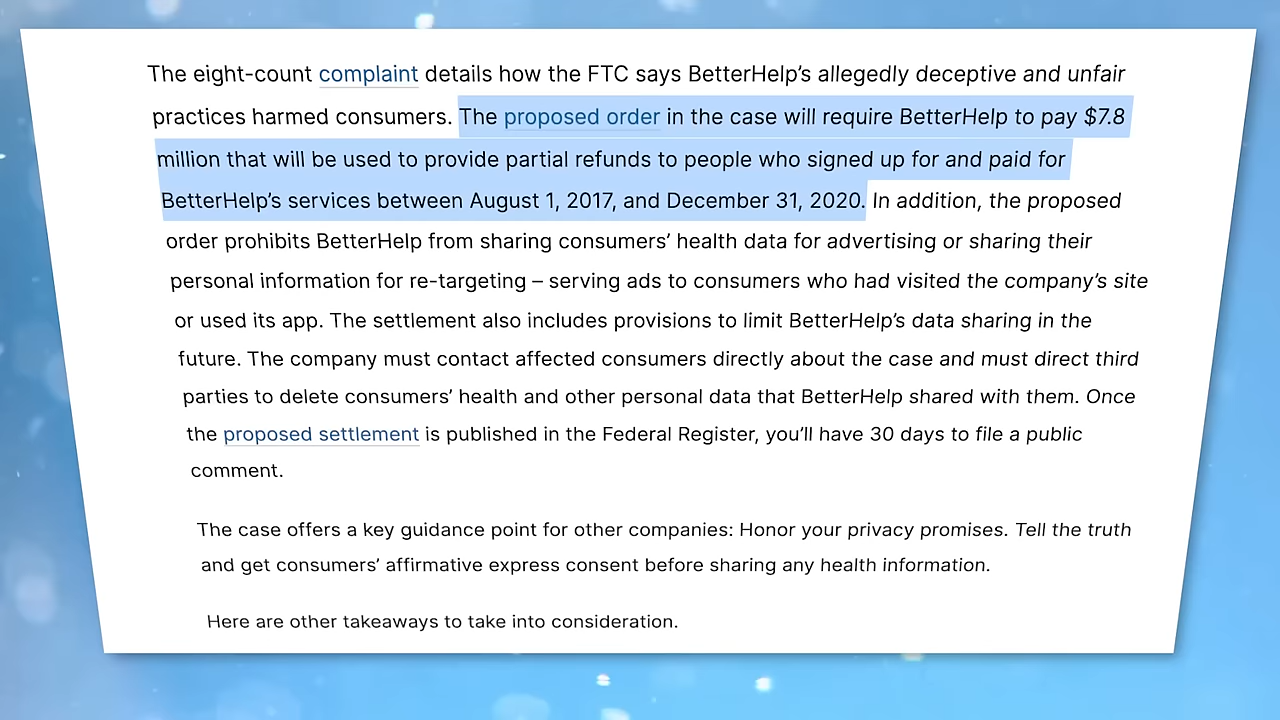 The eight-count complaint details how the FTC says BetterHelp’s allegedly deceptive and unfair
practices harmed consumers. The proposed order in the case will require BetterHelp to pay $7.8
million that will be used to provide partial refunds to people who signed up for and paid for
BetterHelp’s services between August 1, 2017, and December 31, 2020. In addition, the proposed
order prohibits BetterHelp from sharing consumers’ health data for advertising or sharing their
personal information for re-targeting – serving ads to consumers who had visited the company’s site
or used its app. The settlement also includes provisions to limit BetterHelp’s data sharing in the
future. The company must contact affected consumers directly about the case and must direct third
parties to delete consumers’ health and other personal data that BetterHelp shared with them. Once
the proposed settlement is published in the Federal Register, you’ll have 30 days to file a public
comment.
The case offers a key guidance point for other companies: Honor your privacy promises. Tell the truth
and get consumers’ affirmative express consent before sharing any health information.
Here are other takeaways to take into consideration.